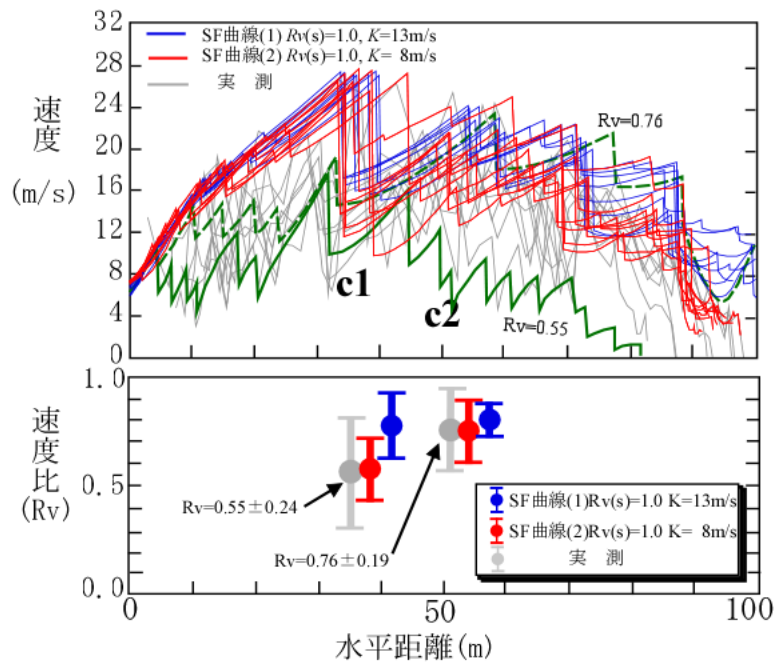 32
28
24
20
16
12
8
4
0
速度
(m/s)
SF曲線(1) Rv(s)=1.0, K=13m/s
SF曲線(2) Rv(s)=1.0, K= 8m/s
実 測
Rv=0.76
c1
c2
Rv=0.55
1.0
0.5
0.0
速度比
(Rv)
Rv=0.55±0.24
Rv=0.76±0.19
SF曲線(1)Rv(s)=1.0 K=13m/s
SF曲線(2)Rv(s)=1.0 K= 8m/s
実 測
0
50
100
水平距離(m)